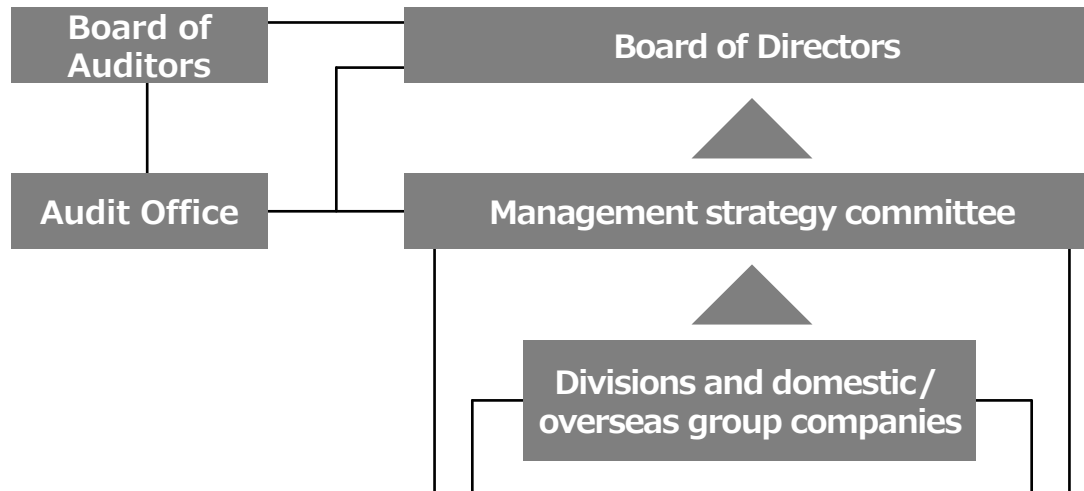 Board of
Auditors
Board of Directors
Audit Office
Management strategy committee
Divisions and domestic/
overseas group companies